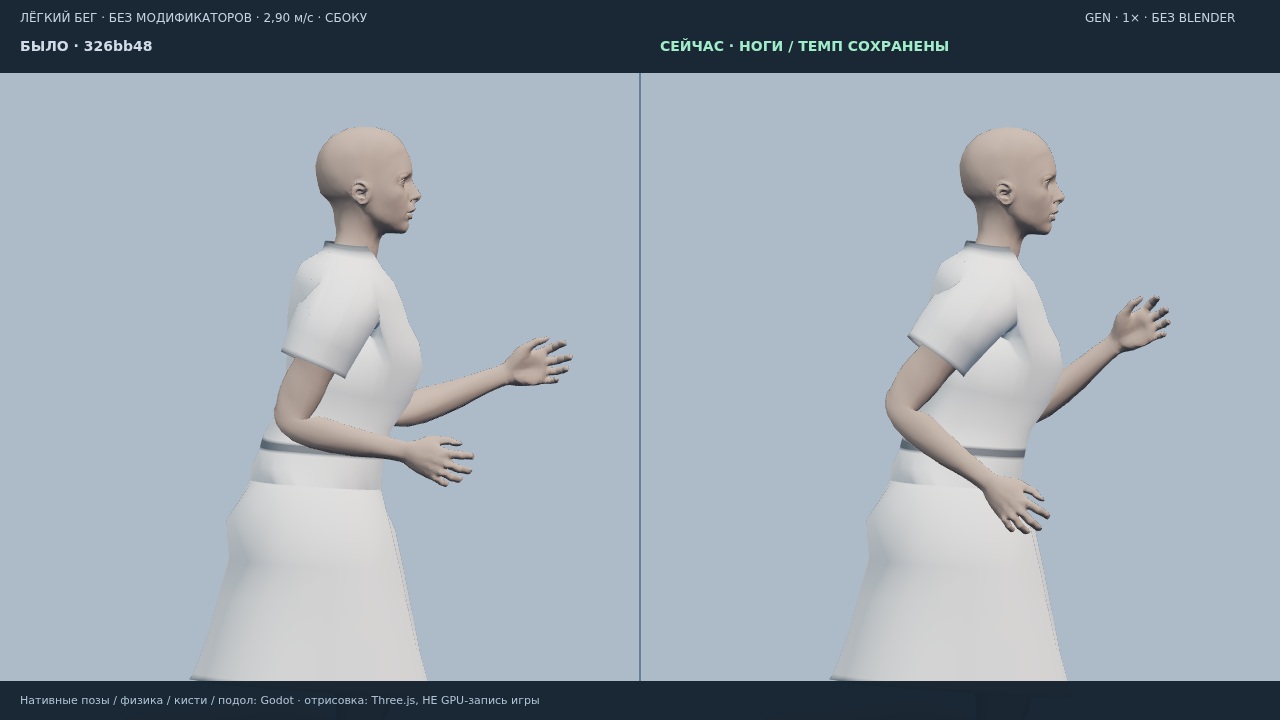 ЛЁГКИЙ БЕГ · БЕЗ МОДИФИКАТОРОВ · 2,90 м/с · СБОКУ
GEN · 1× · БЕЗ BLENDER
БЫЛО · 326bb48
СЕЙЧАС · НОГИ / ТЕМП СОХРАНЕНЫ
Нативные позы / физика / кисти / подол: Godot · отрисовка: Three.js, НЕ GPU-запись игры